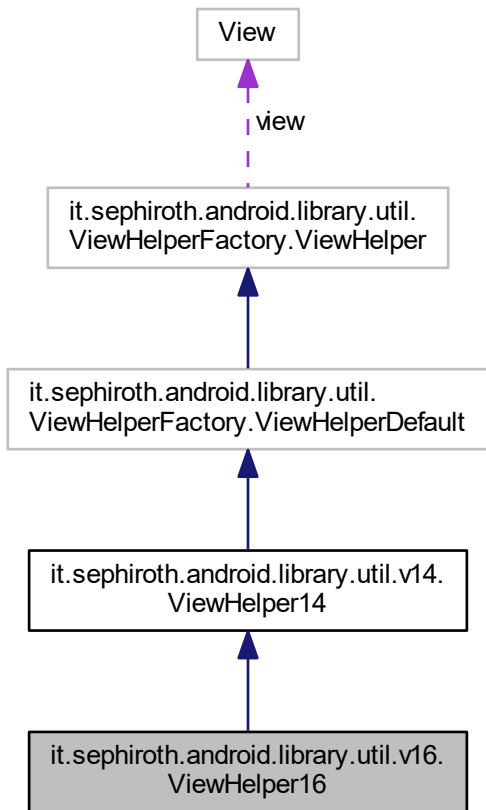 View
view
it.sephiroth.android.library.util.
ViewHelperFactory.ViewHelper
it.sephiroth.android.library.util.
ViewHelperFactory.ViewHelperDefault
it.sephiroth.android.library.util.v14.
ViewHelper14
it.sephiroth.android.library.util.v16.
ViewHelper16